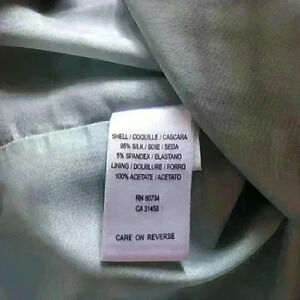 SHELL / COQUILLE / CASCARA
95% SILK / SOIE / SEDA
5% SPANDEX / ELASTANO
LINING / DOUBLURE / FORRO
100% ACETATE / ACETATO
RN 60734
CA 31458
CARE ON REVERSE